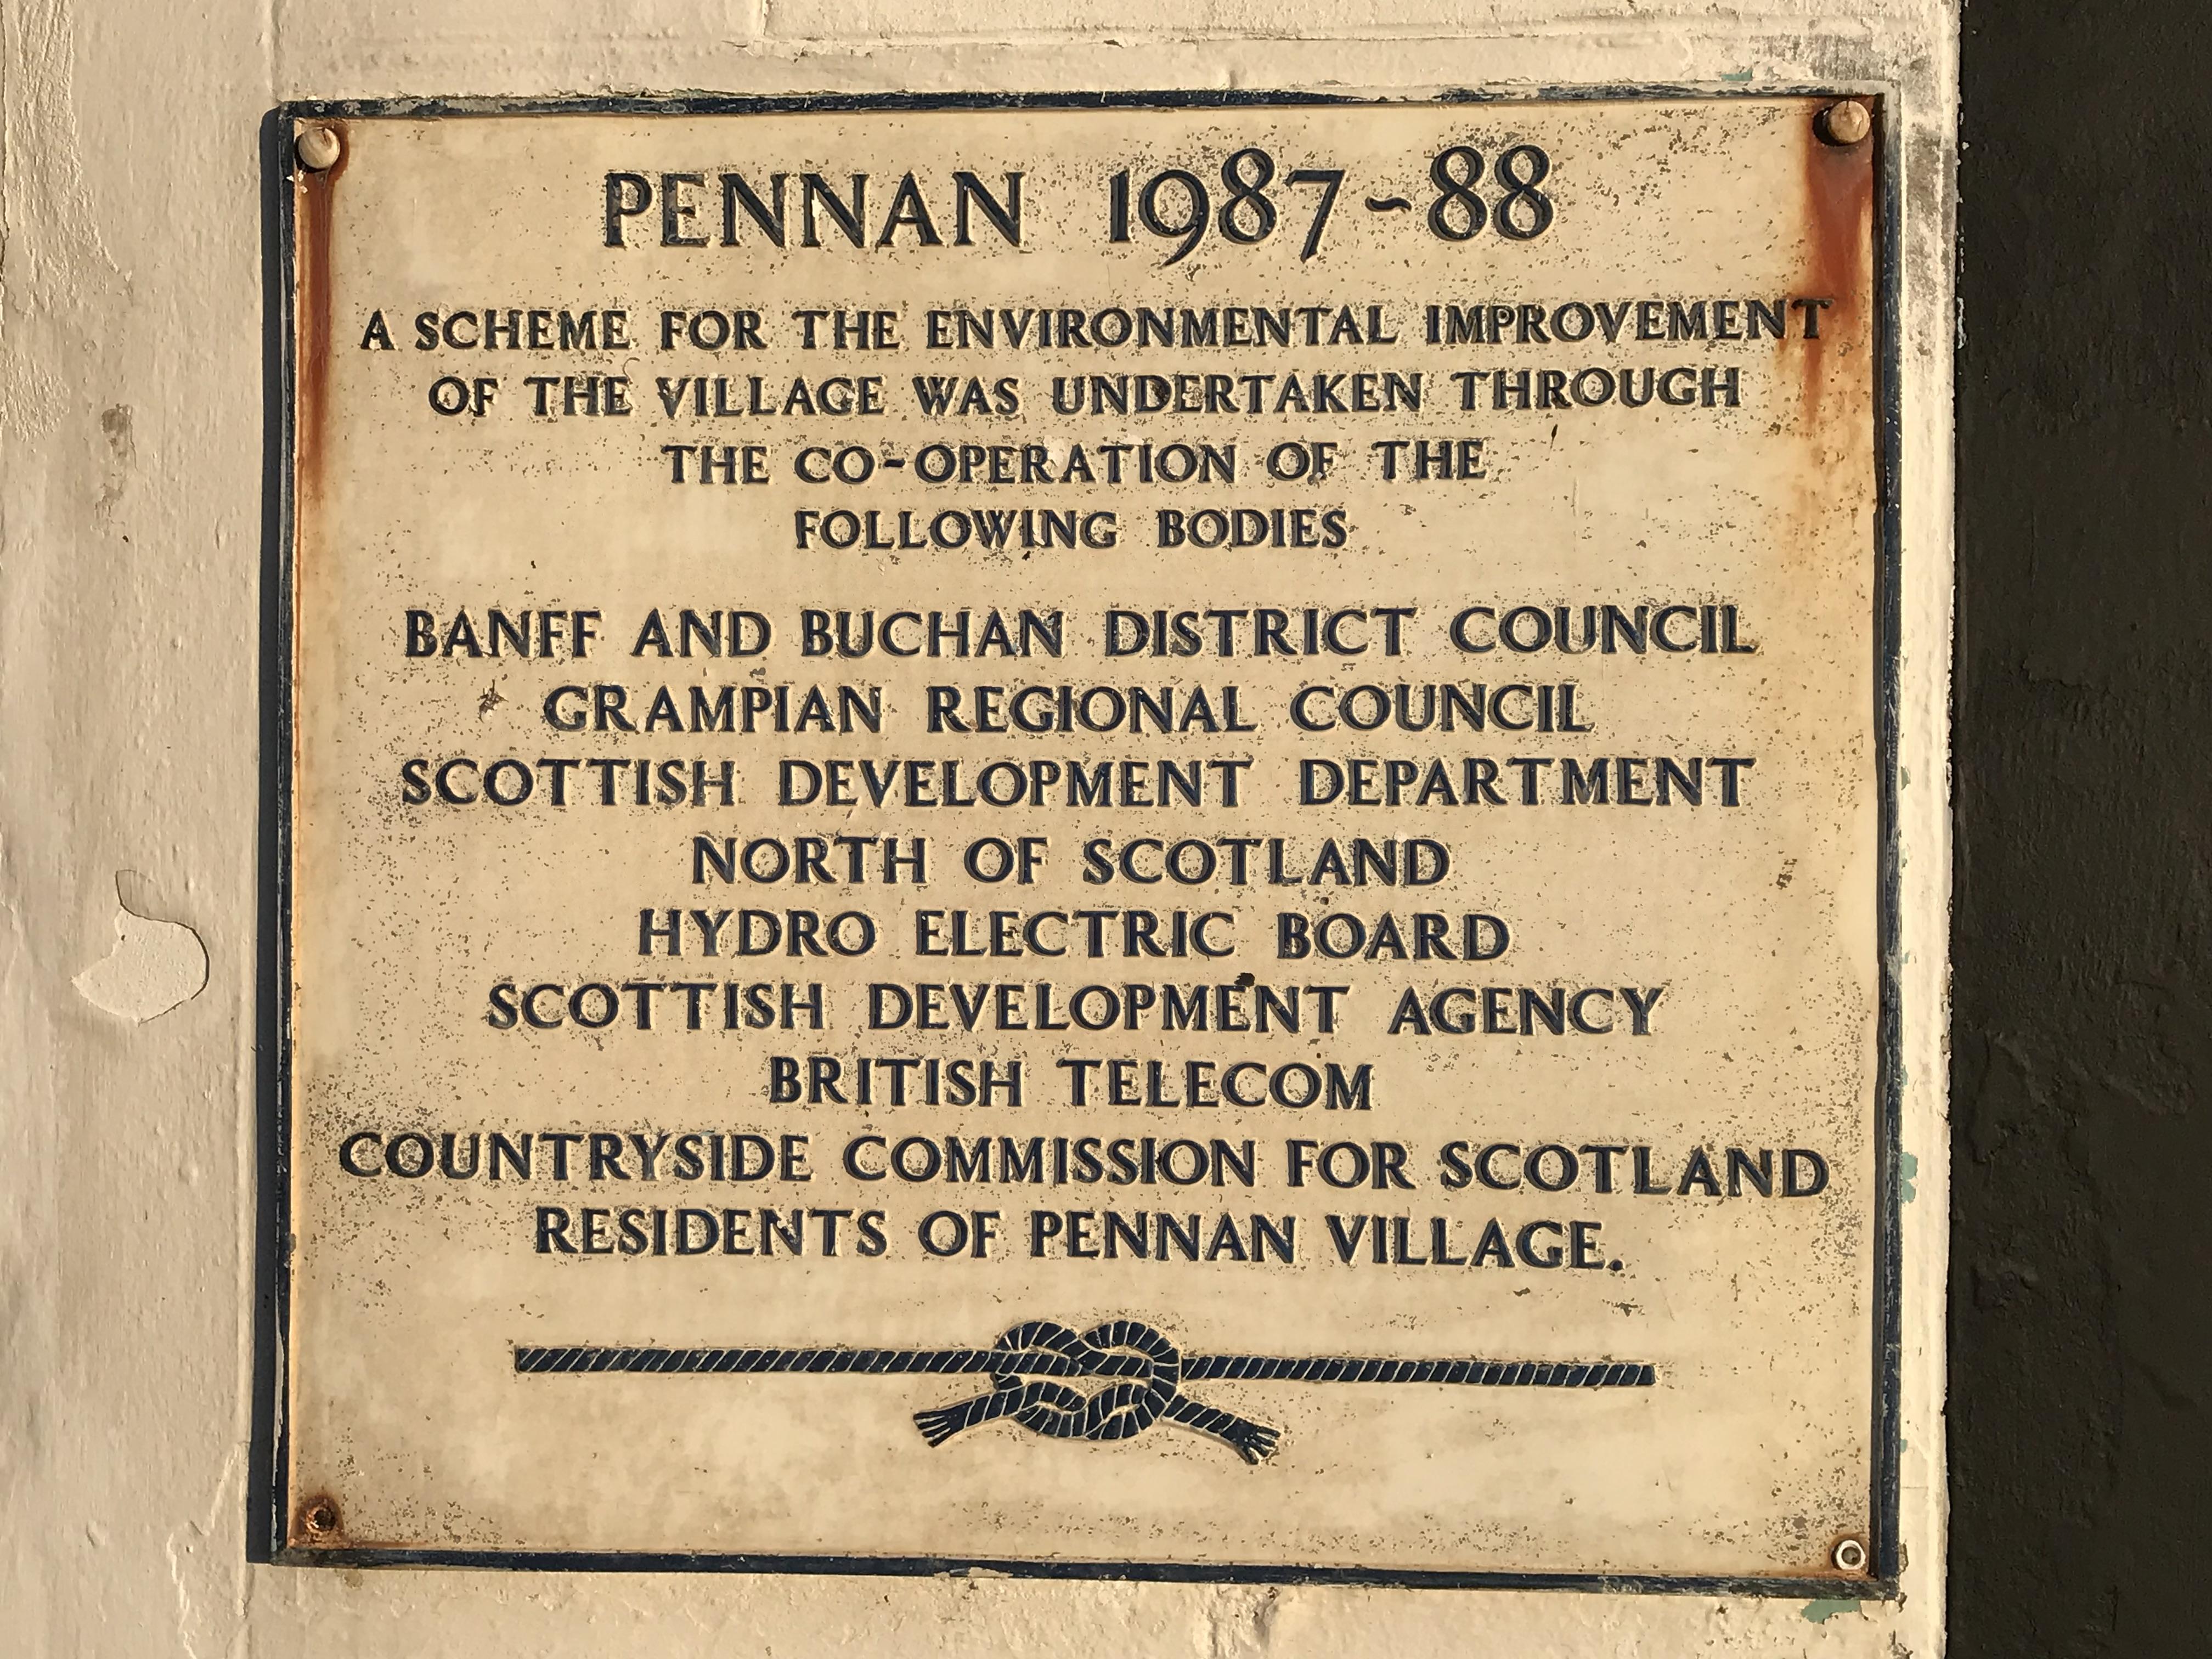 PENNAN 1987-88
A SCHEME FOR THE ENVIRONMENTAL IMPROVEMENT
OF THE VILLAGE WAS UNDERTAKEN THROUGH
THE CO-OPERATION OF THE
FOLLOWING BODIES
BANFF AND BUCHAN DISTRICT COUNCIL
GRAMPIAN REGIONAL COUNCIL
SCOTTISH DEVELOPMENT DEPARTMENT
NORTH OF SCOTLAND
HYDRO ELECTRIC BOARD
SCOTTISH DEVELOPMENT AGENCY
BRITISH TELECOM
COUNTRYSIDE COMMISSION FOR SCOTLAND
RESIDENTS OF PENNAN VILLAGE.